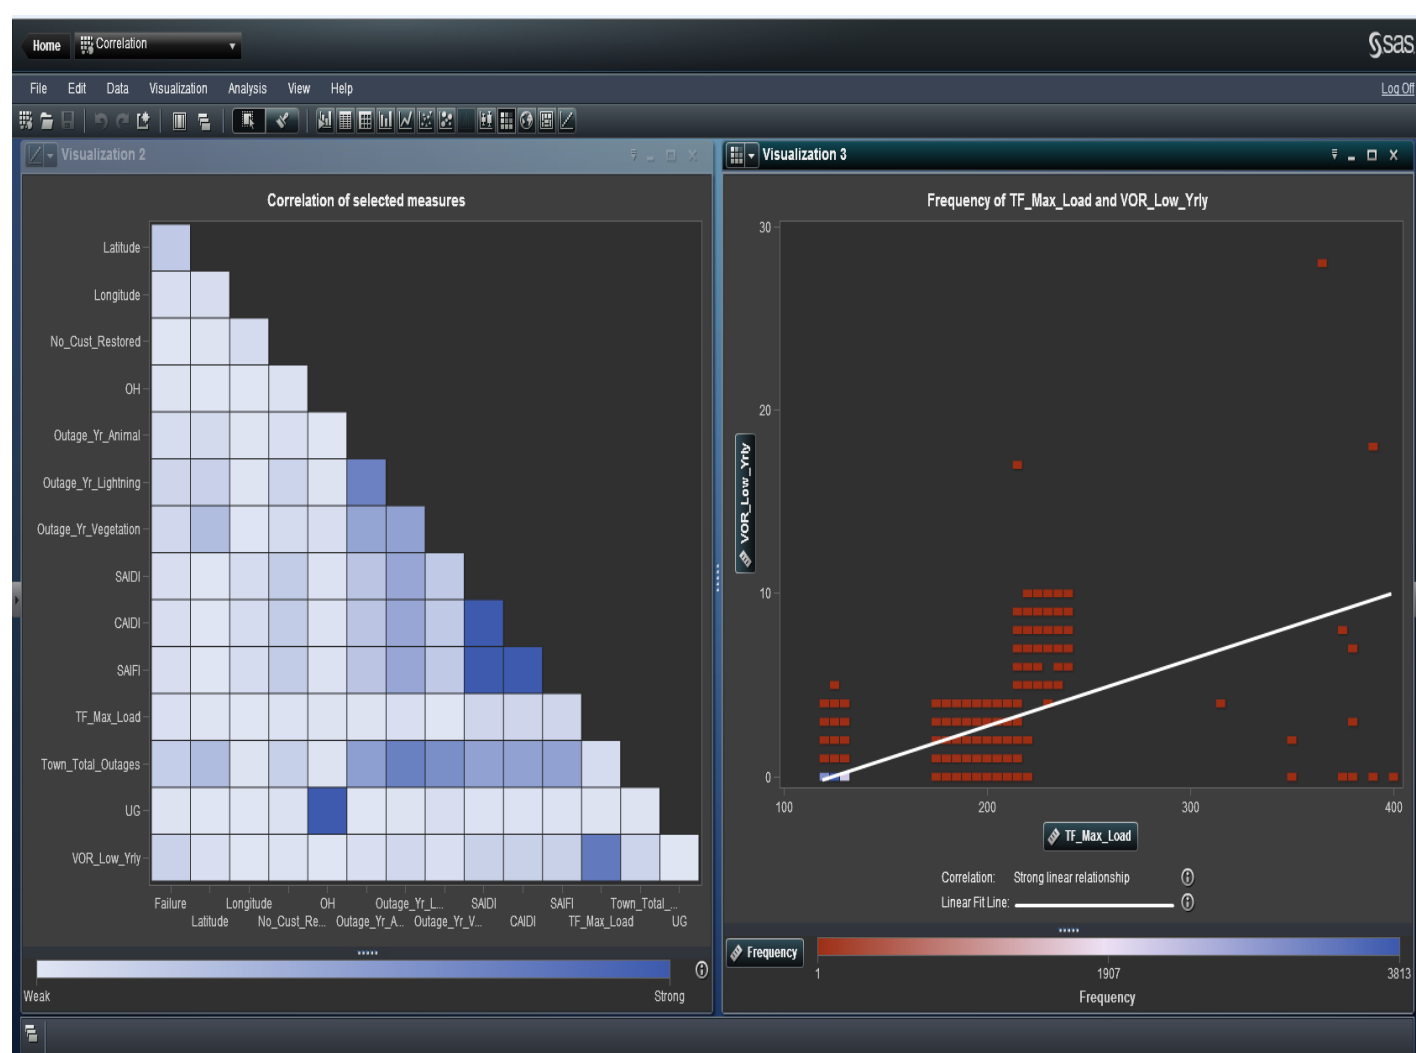 Home
Correlation
sas
File Edit Data Visualization Analysis View Help
Log Off
Visualization 2
Correlation of selected measures
Latitude
Longitude
No_Cust_Restored
OH
Outage_Yr_Animal
Outage_Yr_Lightning
Outage_Yr_Vegetation
SAIDI
CAIDI
SAIFI
TF_Max_Load
Town_Total_Outages
UG
VOR_Low_Yrly
Failure Longitude OH Outage_Yr_L... SAIDI SAIFI Town_Total_...
Latitude No_Cust_Re... Outage_Yr_A... Outage_Yr_V... CAIDI TF_Max_Load UG
Weak Strong
Visualization 3
Frequency of TF_Max_Load and VOR_Low_Yrly
30
20
10
0
VOR_Low_Yrly
100 200 300 400
TF_Max_Load
Correlation: Strong linear relationship
Linear Fit Line:
Frequency
1 1907 3813
Frequency